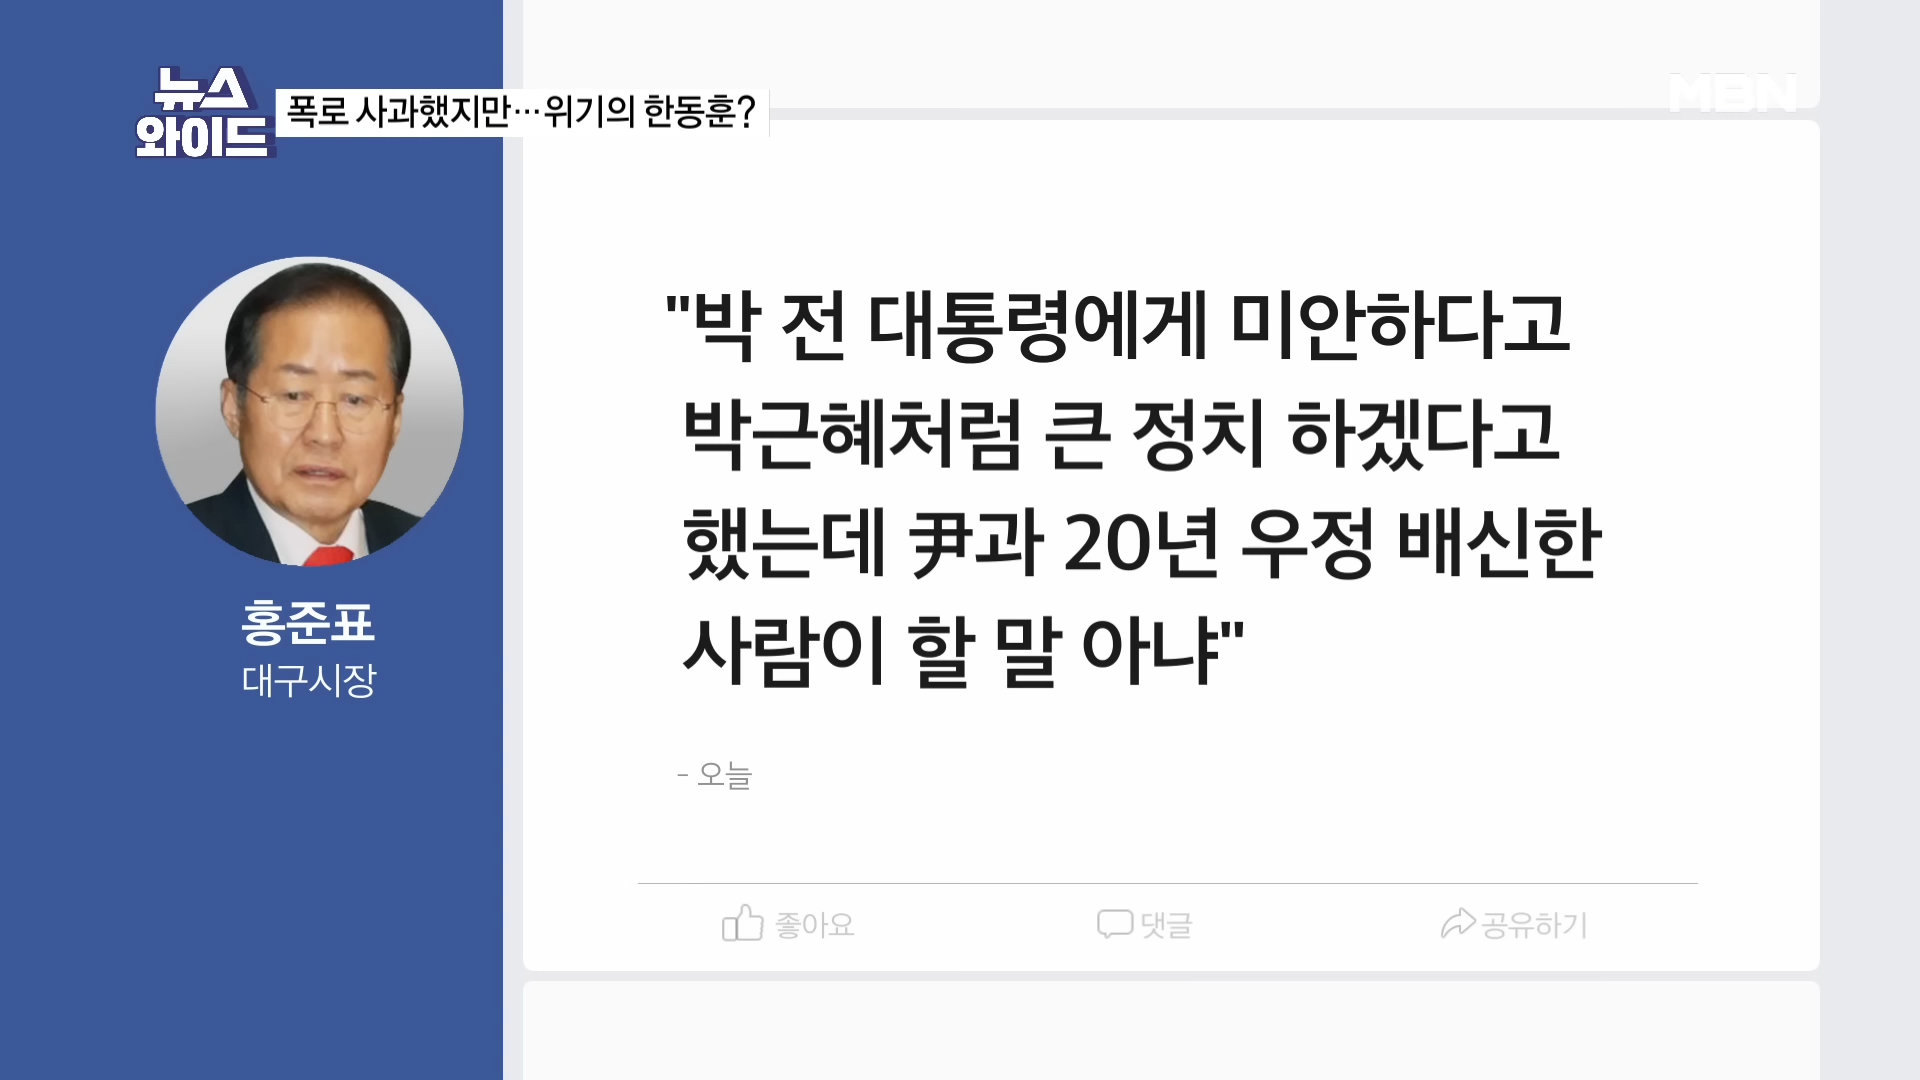 뉴스
와이드
폭로 사과했지만…위기의 한동훈?
MBN
"박 전 대통령에게 미안하다고
박근혜처럼 큰 정치 하겠다고
했는데 尹과 20년 우정 배신한
사람이 할 말 아냐"
- 오늘
홍준표
대구시장
좋아요 댓글 공유하기